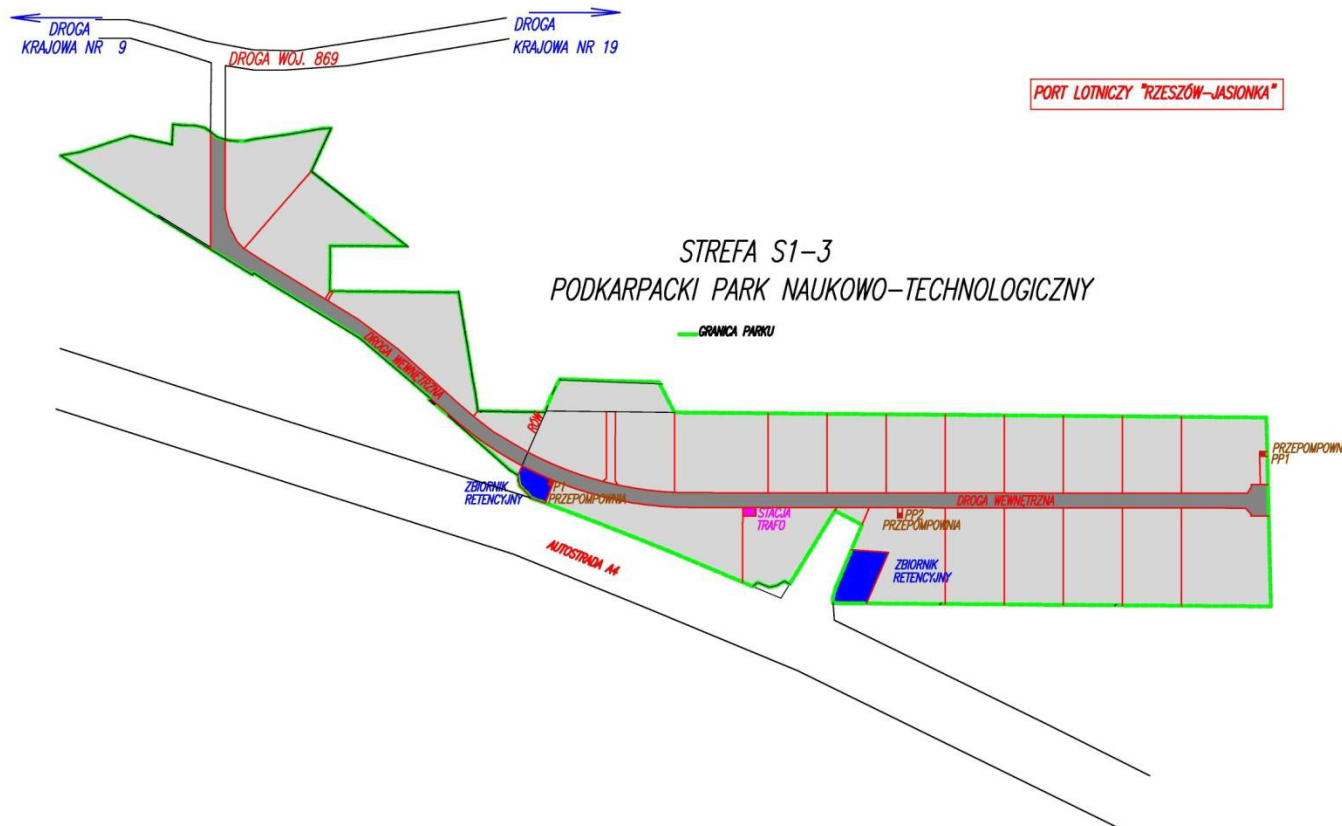 DROGA
KRAJOWA NR 9
DROGA
KRAJOWA NR 19
DROGA WOJ. 869
PORT LOTNICZY "RZESZÓW-JASIONKA"
STREFA S1-3
PODKARPACKI PARK NAUKOWO-TECHNOLOGICZNY
GRANICA PARKU
DROGA WEWNĘTRZNA
RÓW
ZBIORNIK
RETENCYJNY
P1
PRZEPOMPOWNIA
STACJA
TRAFO
AUTOSTRADA A4
PP2
PRZEPOMPOWNIA
DROGA WEWNĘTRZNA
ZBIORNIK
RETENCYJNY
PRZEPOMPOWN
PP1